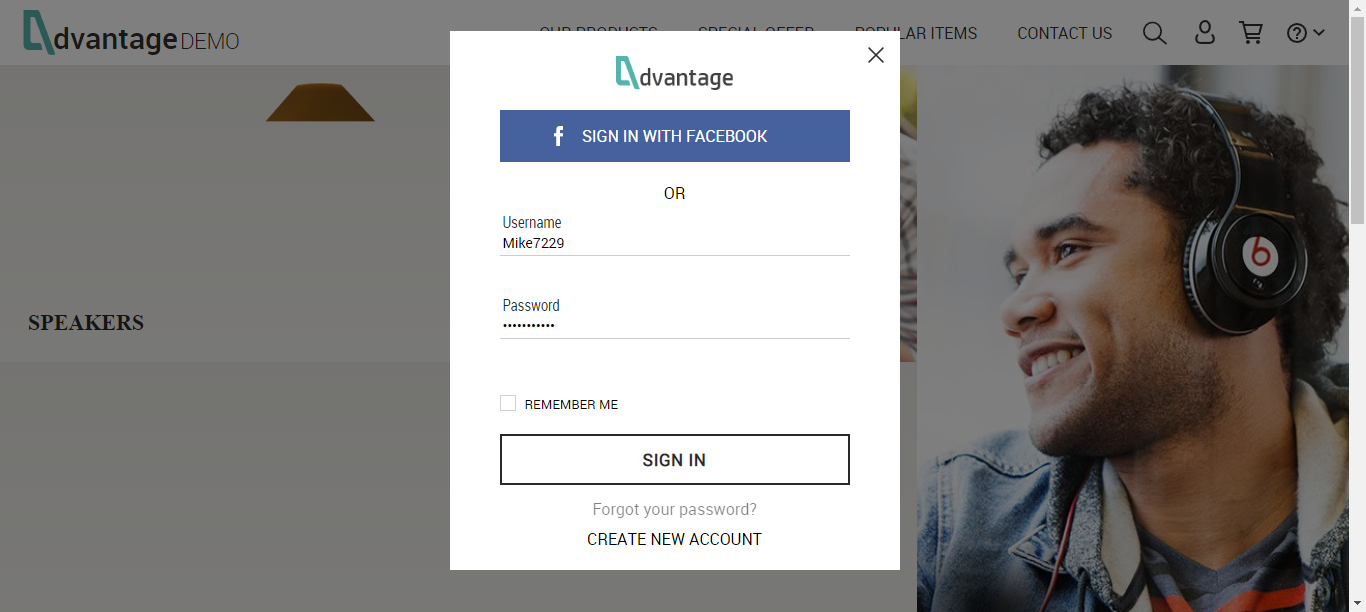 dvantage DEMO
OUR PRODUCTS SPECIAL OFFER POPULAR ITEMS CONTACT US
dvantage
SIGN IN WITH FACEBOOK
OR
Username
Mike7229
Password
SPEAKERS
REMEMBER ME
SIGN IN
Forgot your password?
CREATE NEW ACCOUNT